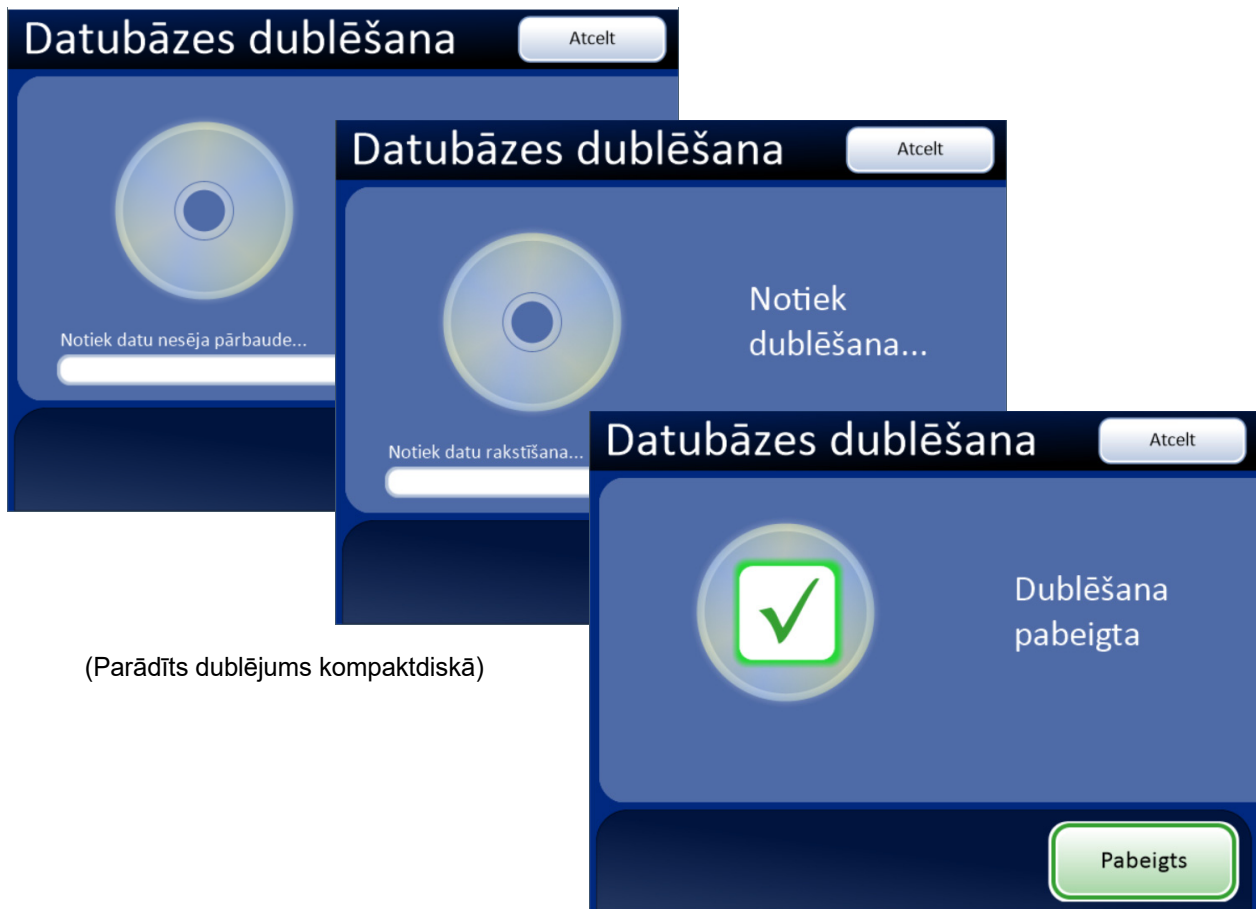 Datubāzes dublēšana
Atcelt
Notiek datu nesēja pārbaude...
Datubāzes dublēšana
Atcelt
Notiek
dublēšana...
Notiek datu rakstīšana...
Datubāzes dublēšana
Atcelt
Dublēšana
pabeigta
Pabeigts
(Parādīts dublējums kompaktdiskā)